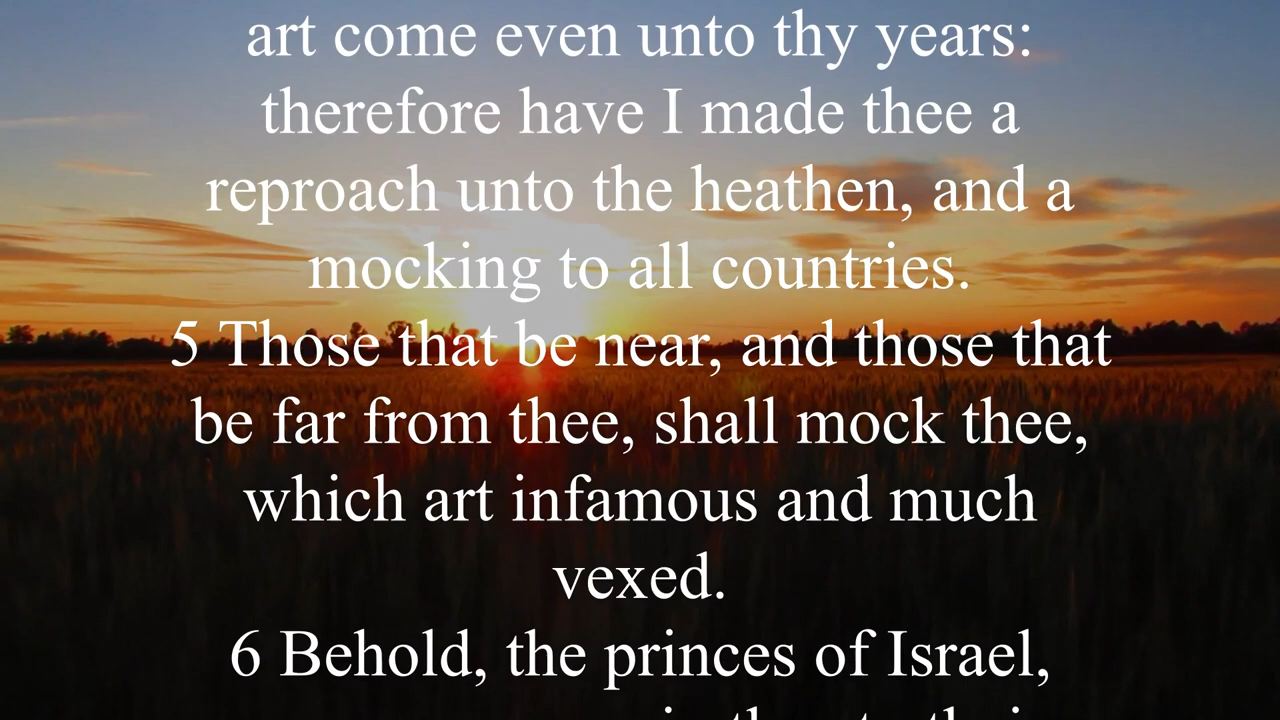 art come even unto thy years:
therefore have I made thee a
reproach unto the heathen, and a
mocking to all countries.
5 Those that be near, and those that
be far from thee, shall mock thee,
which art infamous and much
vexed.
6 Behold, the princes of Israel,